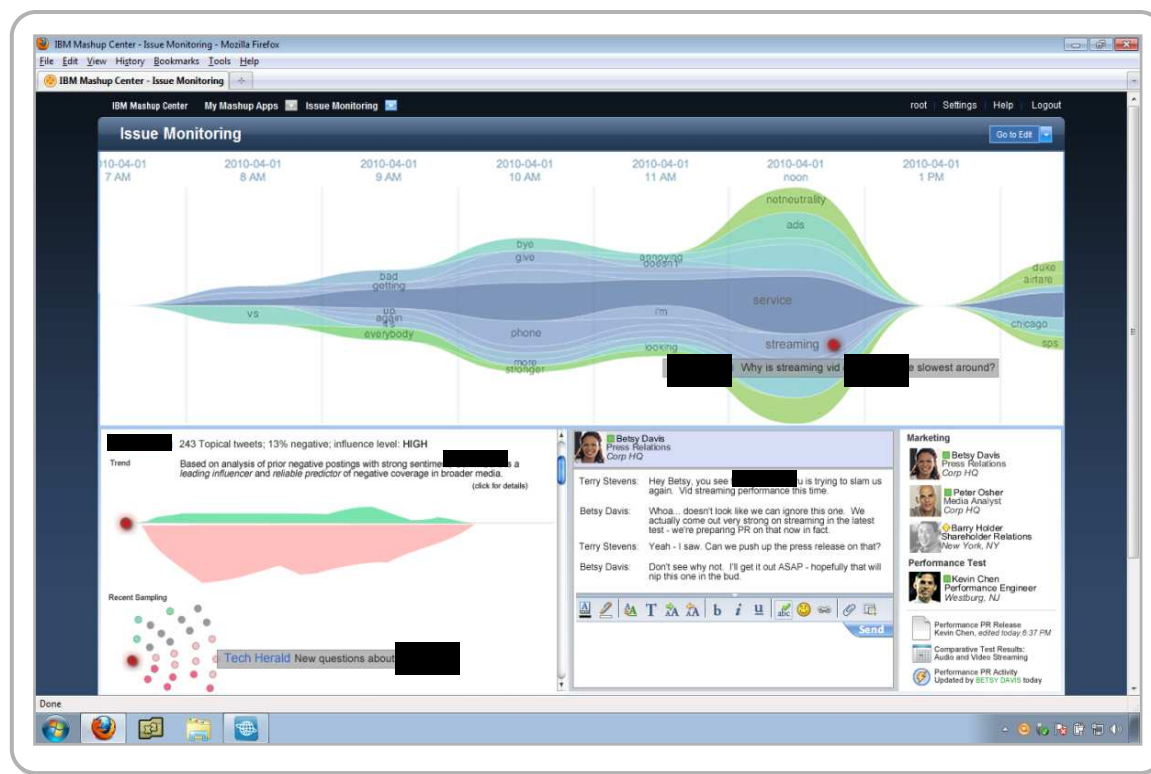 IBM Mashup Center - Issue Monitoring - Mozilla Firefox
File Edit View History Bookmarks Tools Help
IBM Mashup Center - Issue Monitoring
IBM Mashup Center My Mashup Apps Issue Monitoring root Settings Help Logout
Issue Monitoring Go to Edit
10-04-01 2010-04-01 2010-04-01 2010-04-01 2010-04-01 2010-04-01 2010-04-01
7 AM 8 AM 9 AM 10 AM 11 AM noon 1 PM
notneutrality
ads
bye
give
annoying
doesn't
duke
airfare
bad
getting
service
vs
up
again
it's
everybody
i'm
phone
chicago
streaming
looking
sps
more
stronger
Why is streaming vid e slowest around?
243 Topical tweets; 13% negative; influence level: HIGH
Trend
Based on analysis of prior negative postings with strong sentime s a
leading influencer and reliable predictor of negative coverage in broader media.
(click for details)
Recent Sampling
Tech Herald New questions about
Betsy Davis
Press Relations
Corp HQ
Terry Stevens: Hey Betsy, you see u is trying to slam us
again. Vid streaming performance this time.
Betsy Davis: Whoa... doesn't look like we can ignore this one. We
actually come out very strong on streaming in the latest
test - we're preparing PR on that now in fact.
Terry Stevens: Yeah - I saw. Can we push up the press release on that?
Betsy Davis: Don't see why not. I'll get it out ASAP - hopefully that will
nip this one in the bud.
A T A A b i u abc
Send
Marketing
Betsy Davis
Press Relations
Corp HQ
Peter Osher
Media Analyst
Corp HQ
Barry Holder
Shareholder Relations
New York, NY
Performance Test
Kevin Chen
Performance Engineer
Westburg, NJ
Performance PR Release
Kevin Chen, edited today 6:37 PM
Comparative Test Results:
Audio and Video Streaming
Performance PR Activity
Updated by BETSY DAVIS today
Done